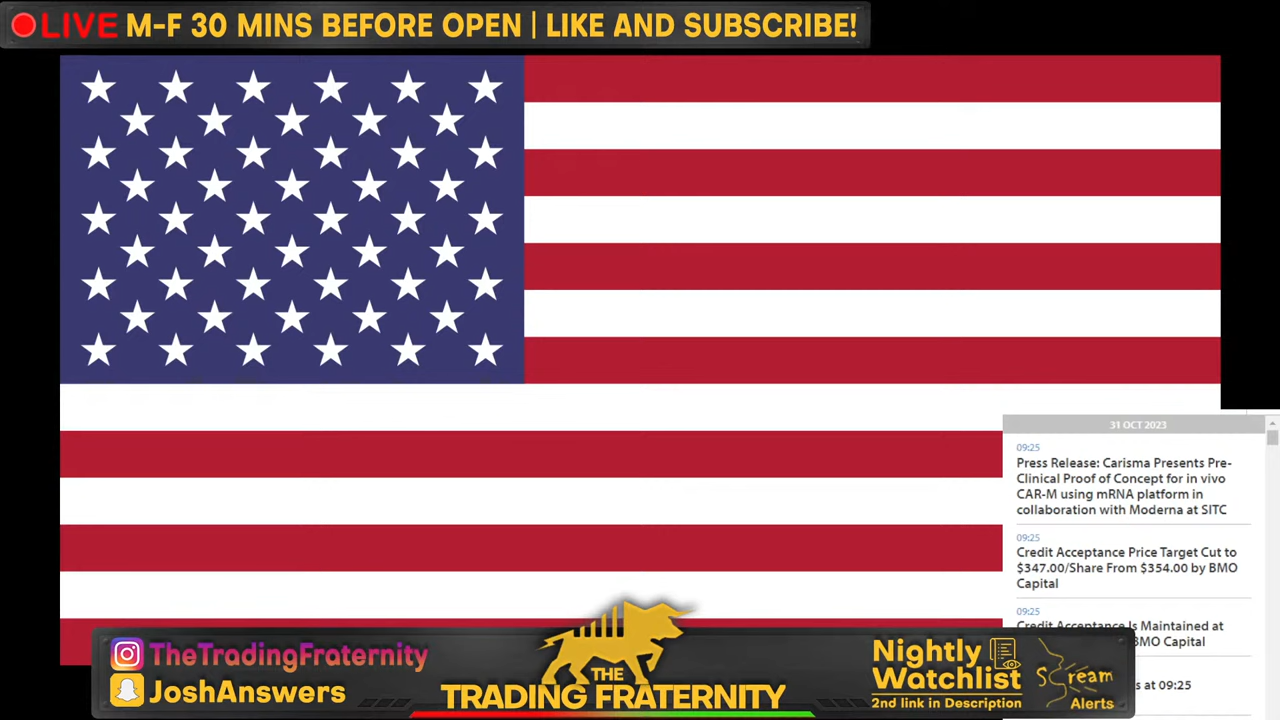 LIVE M-F 30 MINS BEFORE OPEN | LIKE AND SUBSCRIBE!
31 OCT 2023
09:25
Press Release: Carisma Presents Pre-
Clinical Proof of Concept for in vivo
CAR-M using mRNA platform in
collaboration with Moderna at SITC
09:25
Credit Acceptance Price Target Cut to
$347.00/Share From $354.00 by BMO
Capital
09:25
Credit Acceptance Is Maintained at
BMO Capital
at 09:25
TheTradingFraternity
JoshAnswers
THE
TRADING FRATERNITY
Nightly
Watchlist
2nd link in Description
Scream
Alerts